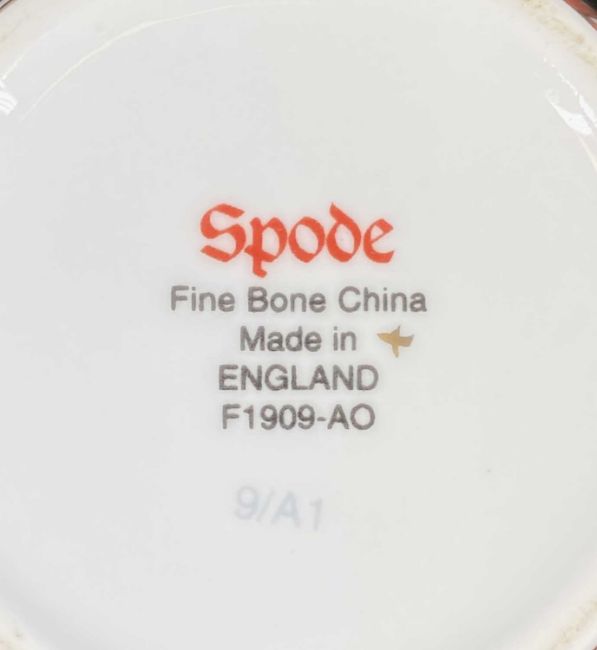 Spode
Fine Bone China
Made in
ENGLAND
F1909-AO
9/A1